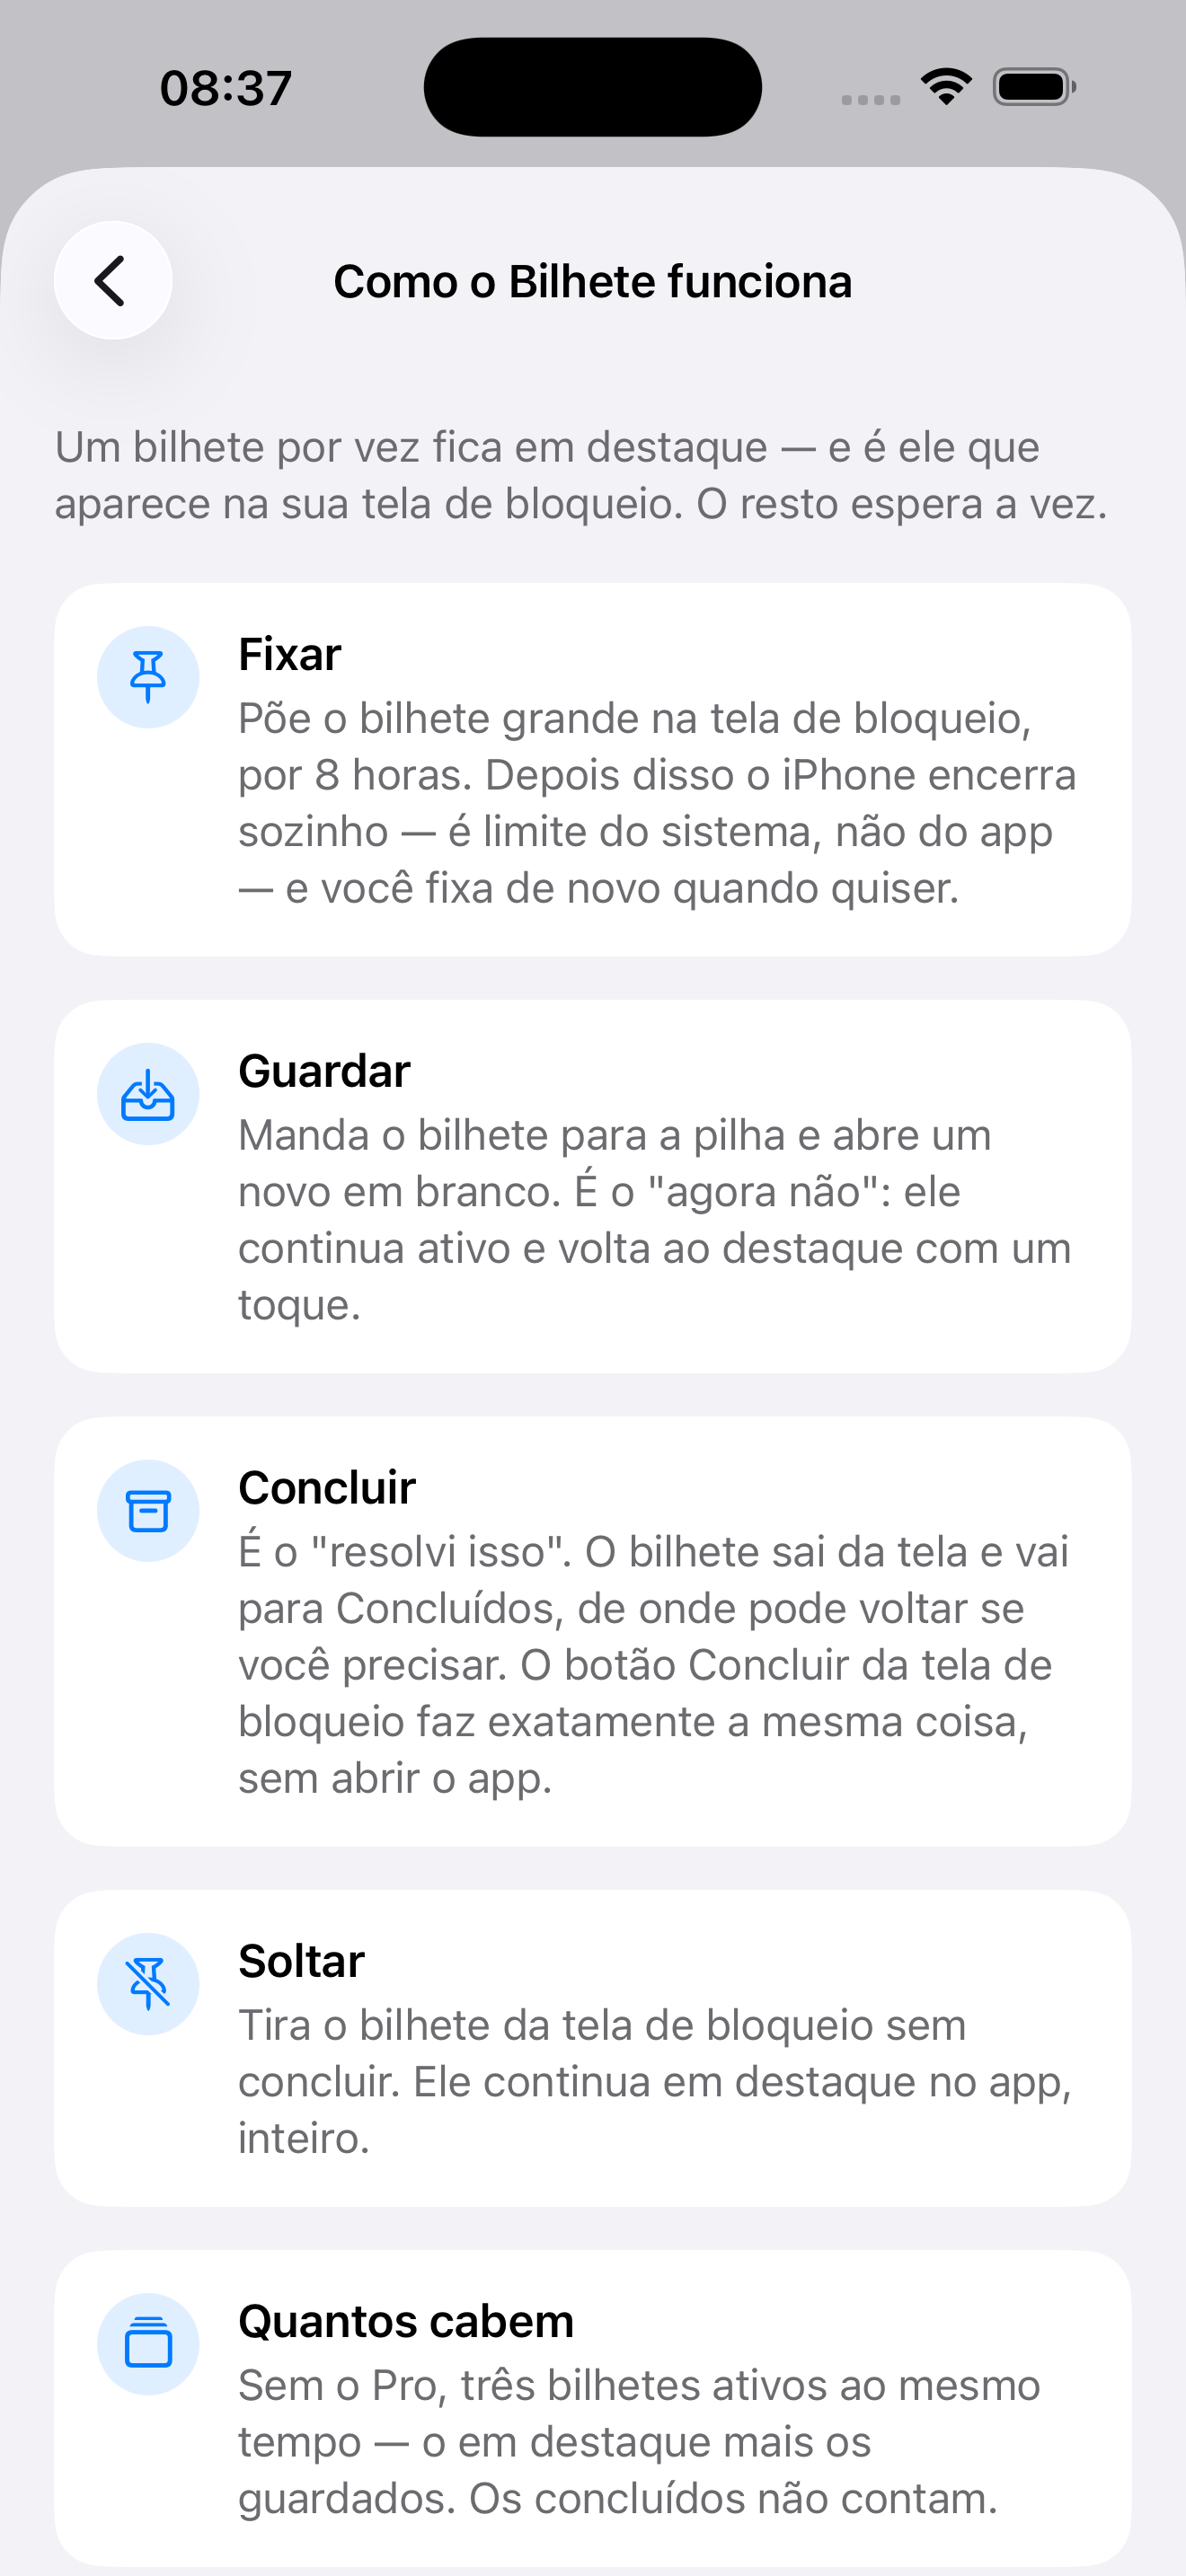 08:37
Como o Bilhete funciona
Um bilhete por vez fica em destaque — e é ele que
aparece na sua tela de bloqueio. O resto espera a vez.
Fixar
Põe o bilhete grande na tela de bloqueio,
por 8 horas. Depois disso o iPhone encerra
sozinho — é limite do sistema, não do app
— e você fixa de novo quando quiser.
Guardar
Manda o bilhete para a pilha e abre um
novo em branco. É o "agora não": ele
continua ativo e volta ao destaque com um
toque.
Concluir
É o "resolvi isso". O bilhete sai da tela e vai
para Concluídos, de onde pode voltar se
você precisar. O botão Concluir da tela de
bloqueio faz exatamente a mesma coisa,
sem abrir o app.
Soltar
Tira o bilhete da tela de bloqueio sem
concluir. Ele continua em destaque no app,
inteiro.
Quantos cabem
Sem o Pro, três bilhetes ativos ao mesmo
tempo — o em destaque mais os
guardados. Os concluídos não contam.